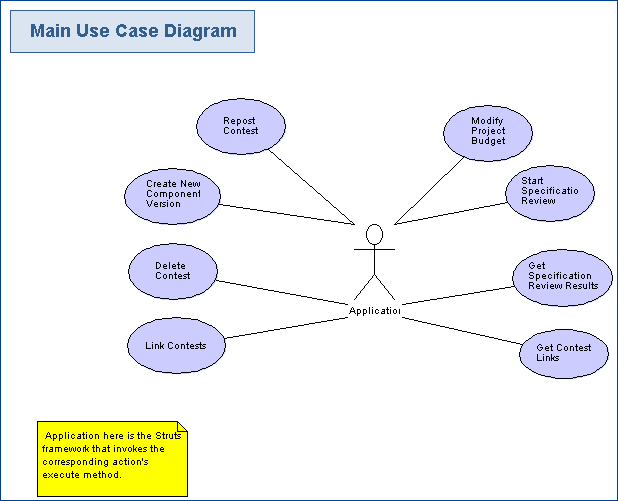 Main Use Case Diagram
Repost
Contest
Modify
Project
Budget
Create New
Component
Version
Start
Specificatio
Review
Delete
Contest
Get
Specification
Review Results
Application
Link Contests
Get Contest
Links
Application here is the Struts
framework that invokes the
corresponding action's
execute method.